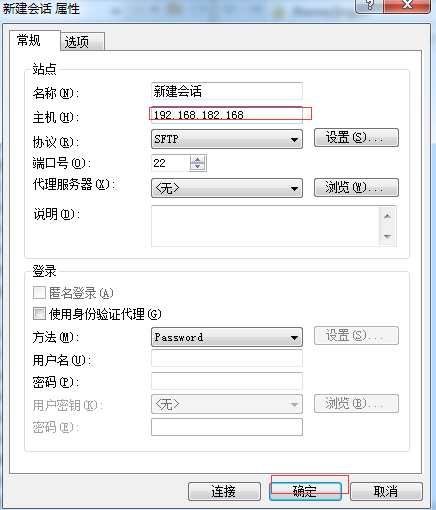 新建会话 属性
常规 选项
站点
名称(N): 新建会话
主机(H): 192.168.182.168
协议(R): SFTP 设置(S)...
端口号(O): 22
代理服务器(X): <无> 浏览(W)...
说明(D):
登录
匿名登录(A)
使用身份验证代理(G)
方法(M): Password 设置(S)...
用户名(U):
密码(P):
用户密钥(K): <无> 浏览(B)...
密码(E):
连接 确定 取消